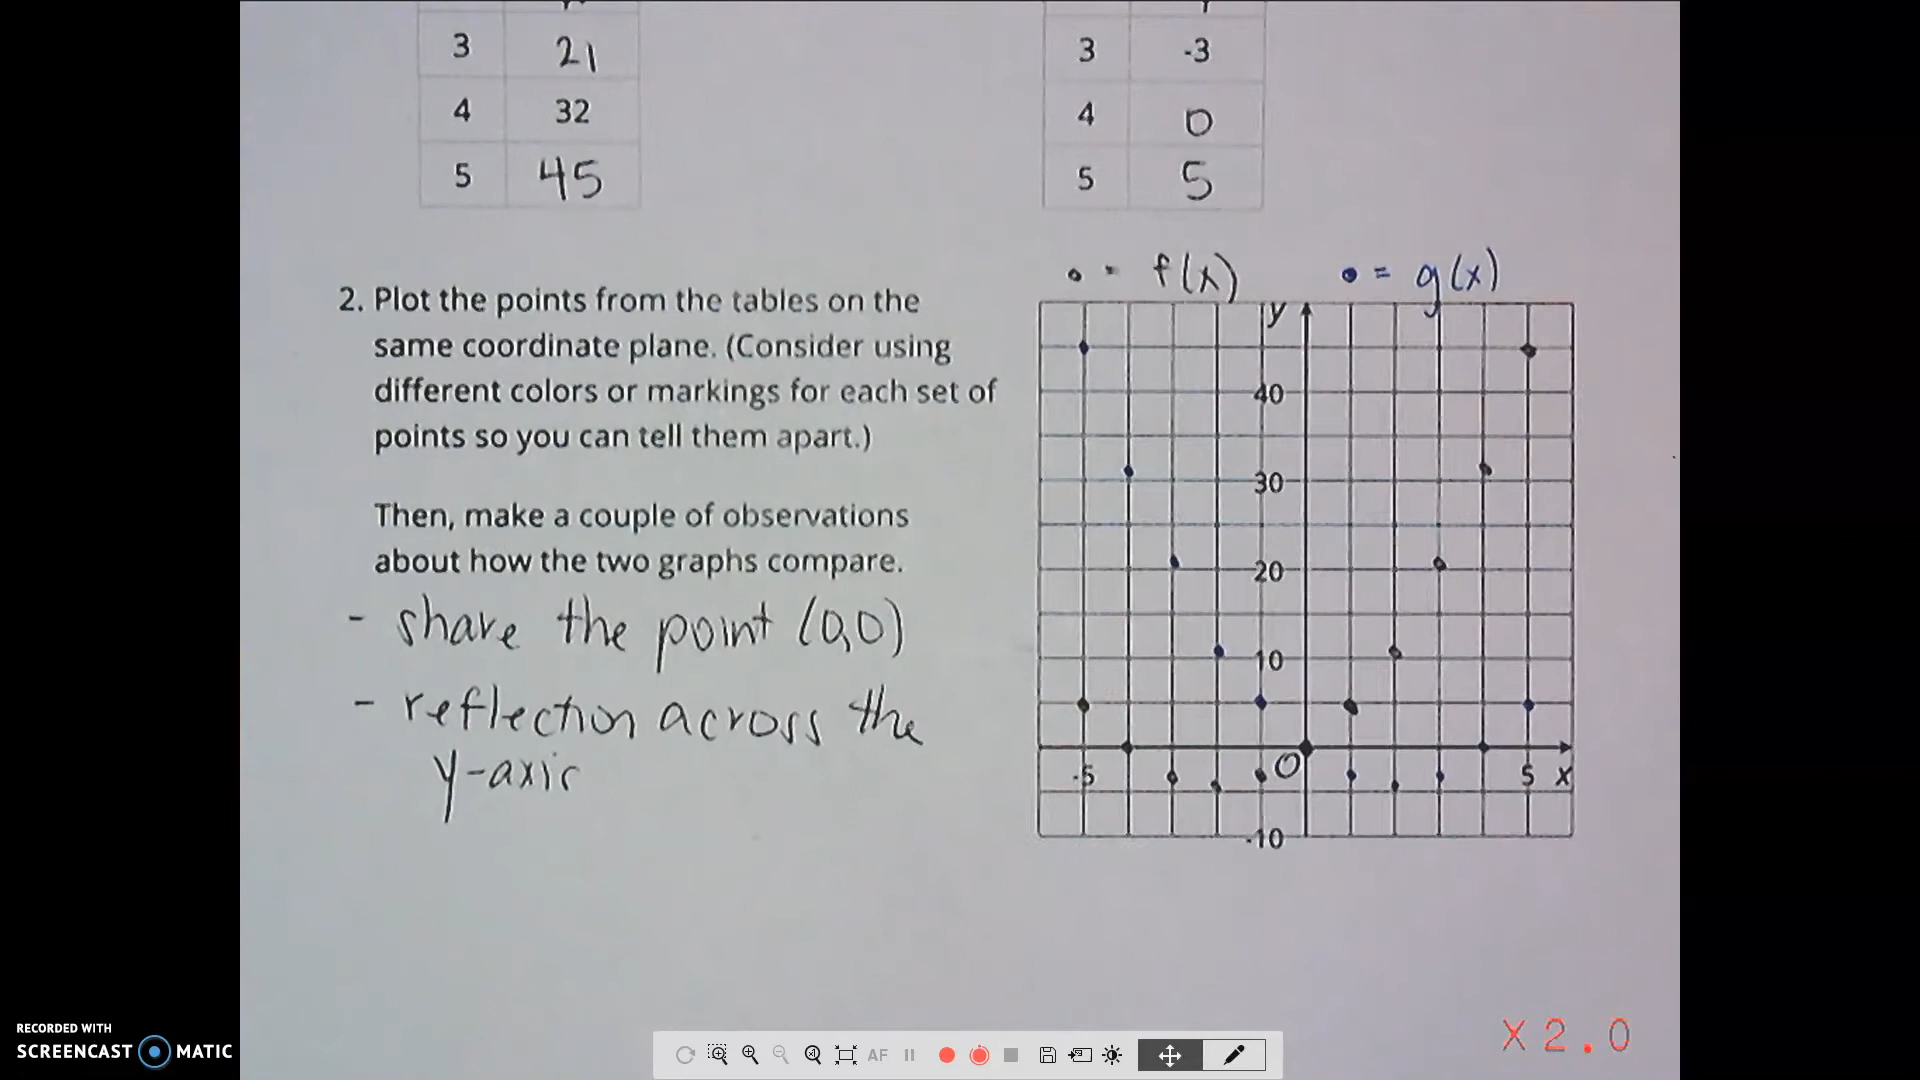 3 21 3 -3
4 32 4 0
5 45 5 5
• = f(x) • = g(x)
2. Plot the points from the tables on the
same coordinate plane. (Consider using
different colors or markings for each set of
points so you can tell them apart.)
Then, make a couple of observations
about how the two graphs compare.
- share the point (0,0)
- reflection across the
y-axis
y
40
30
20
10
-5 O 5 x
-10
X2.0
RECORDED WITH
SCREENCAST MATIC
AF